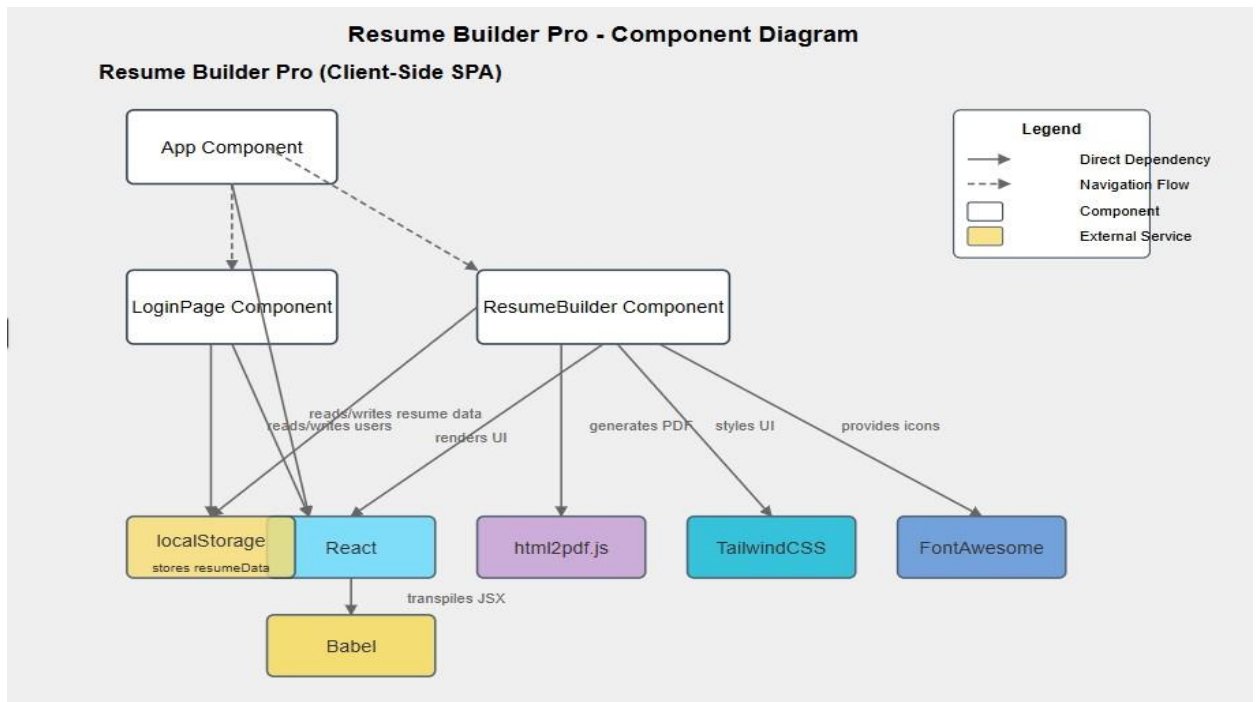 Resume Builder Pro - Component Diagram
Resume Builder Pro (Client-Side SPA)
App Component
Legend
Direct Dependency
Navigation Flow
Component
External Service
LoginPage Component
ResumeBuilder Component
reads/writes resume data
reads/writes users
renders UI
generates PDF
styles UI
provides icons
localStorage
stores resumeData
React
html2pdf.js
TailwindCSS
FontAwesome
transpiles JSX
Babel